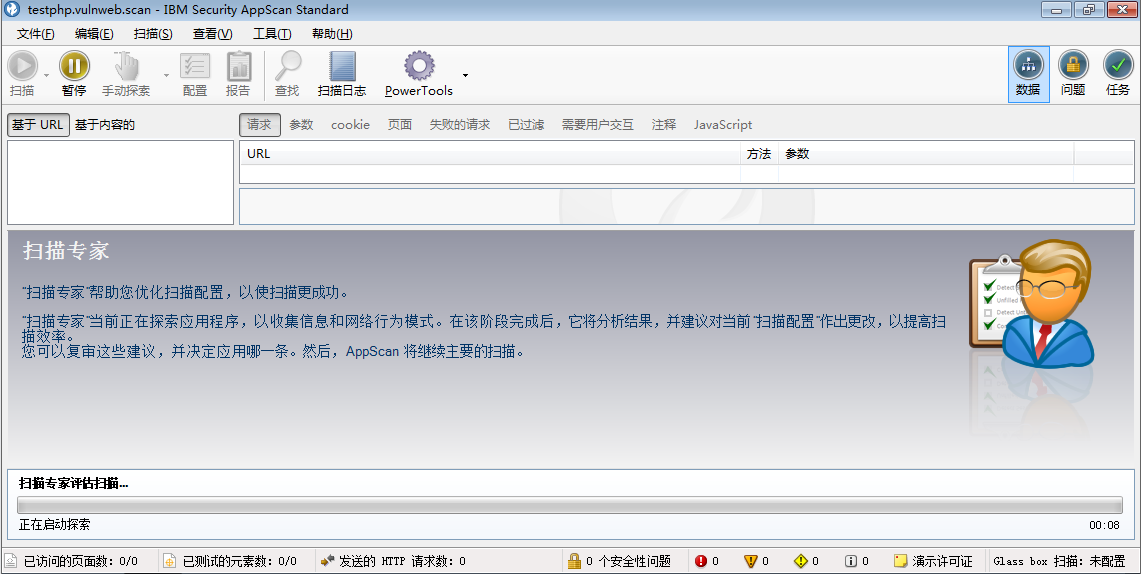 testphp.vulnweb.scan - IBM Security AppScan Standard
文件(F) 编辑(E) 扫描(S) 查看(V) 工具(T) 帮助(H)
扫描 暂停 手动探索 配置 报告 查找 扫描日志 PowerTools 数据 问题 任务
基于 URL 基于内容的 请求 参数 cookie 页面 失败的请求 已过滤 需要用户交互 注释 JavaScript
URL 方法 参数
扫描专家
“扫描专家”帮助您优化扫描配置，以使扫描更成功。
“扫描专家”当前正在探索应用程序，以收集信息和网络行为模式。在该阶段完成后，它将分析结果，并建议对当前“扫描配置”作出更改，以提高扫
描效率。
您可以复审这些建议，并决定应用哪一条。然后，AppScan 将继续主要的扫描。
Detect
Unfilled
Detect Un
扫描专家评估扫描...
正在启动探索 00:08
已访问的页面数：0/0 已测试的元素数：0/0 发送的 HTTP 请求数：0 0 个安全性问题 0 0 0 0 演示许可证 Glass box 扫描：未配置